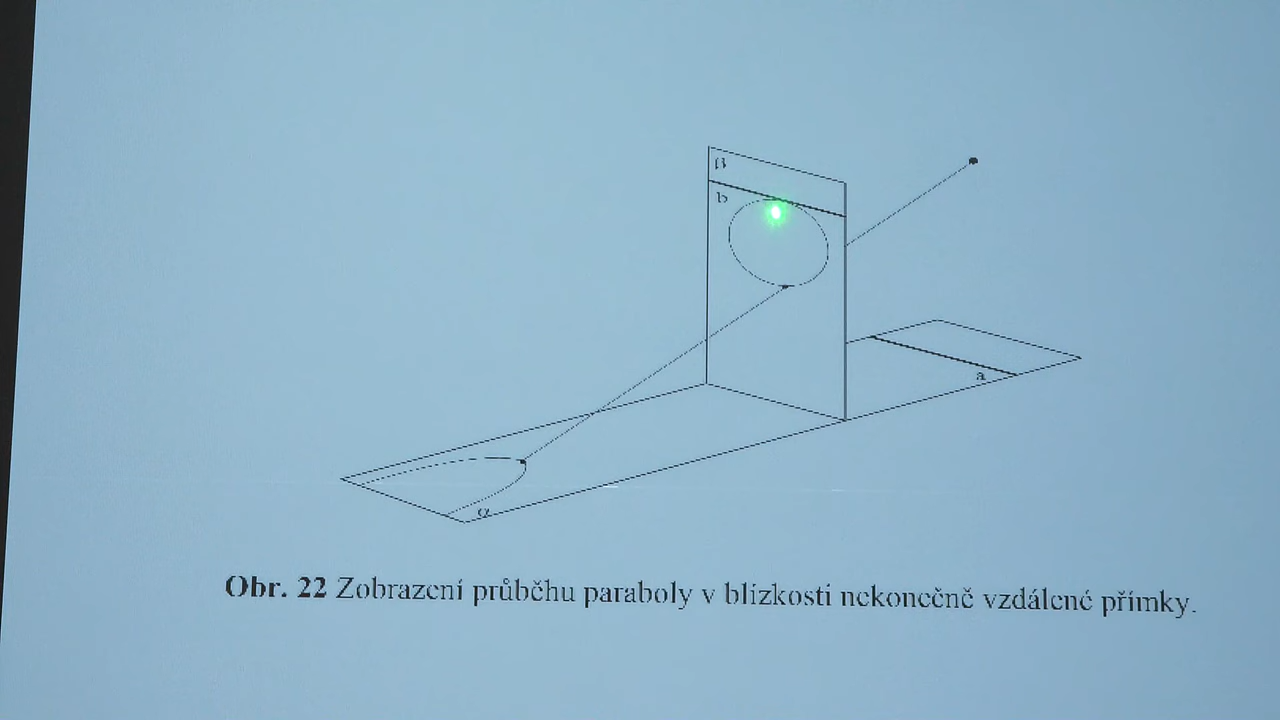 β
b
a
α
Obr. 22 Zobrazení průběhu paraboly v blízkosti nekonečně vzdálené přímky.